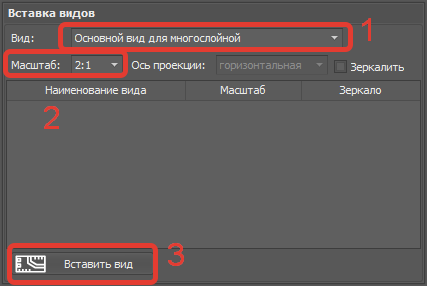 Вставка видов
Вид: Основной вид для многослойной 1
Масштаб: 2:1 Ось проекции: горизонтальная Зеркалить
Наименование вида Масштаб Зеркало
2
Вставить вид 3